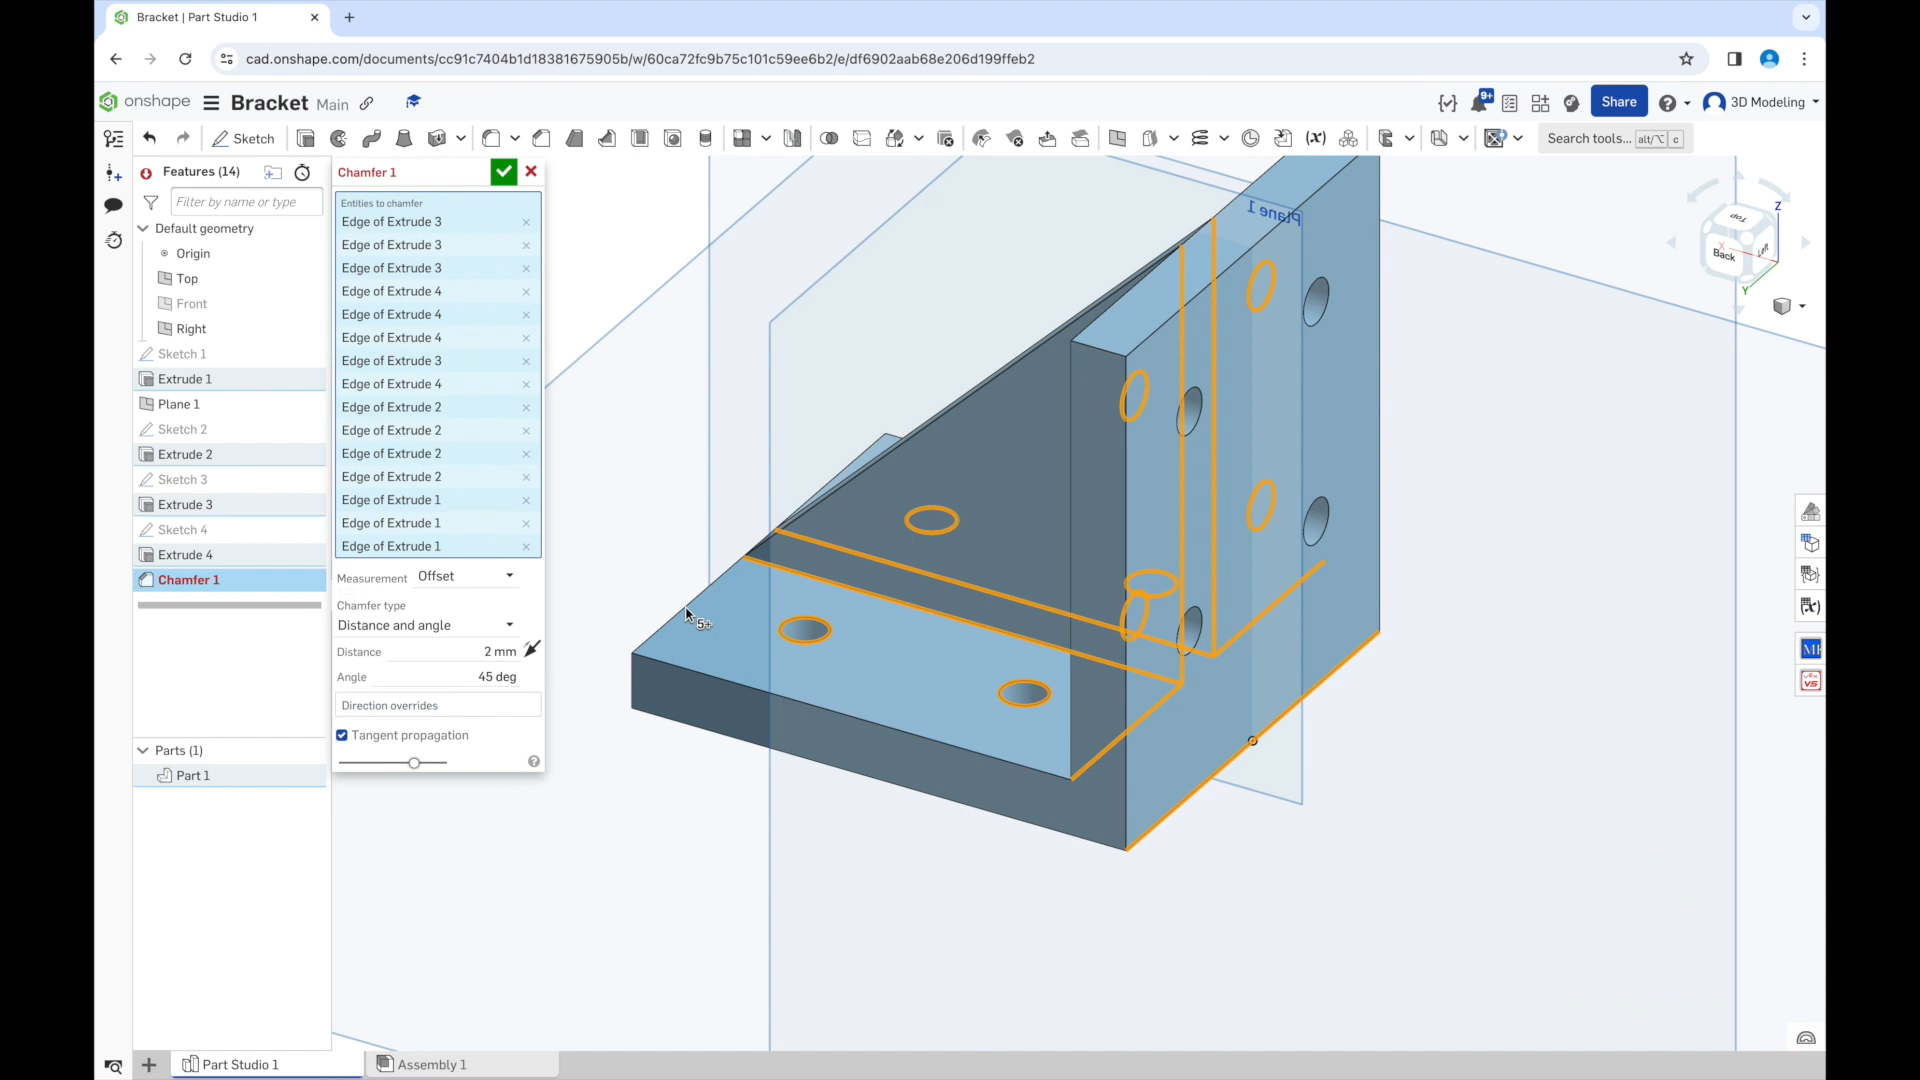 Bracket | Part Studio 1
cad.onshape.com/documents/cc91c7404b1d18381675905b/w/60ca72fc9b75c101c59ee6b2/e/df6902aab68e206d199ffeb2
onshape
Bracket Main
9+
Share
3D Modeling
Sketch
Search tools... alt/⌥ c
Features (14)
Filter by name or type
Default geometry
Origin
Top
Front
Right
Sketch 1
Extrude 1
Plane 1
Sketch 2
Extrude 2
Sketch 3
Extrude 3
Sketch 4
Extrude 4
Chamfer 1
Parts (1)
Part 1
Chamfer 1
Entities to chamfer
Edge of Extrude 3
Edge of Extrude 3
Edge of Extrude 3
Edge of Extrude 4
Edge of Extrude 4
Edge of Extrude 4
Edge of Extrude 3
Edge of Extrude 4
Edge of Extrude 2
Edge of Extrude 2
Edge of Extrude 2
Edge of Extrude 2
Edge of Extrude 1
Edge of Extrude 1
Edge of Extrude 1
Measurement Offset
Chamfer type
Distance and angle
Distance 2 mm
Angle 45 deg
Direction overrides
Tangent propagation
Plane 1
5+
Top
Back
Left
X
Y
Z
(x)
(x)
V5
Part Studio 1
Assembly 1